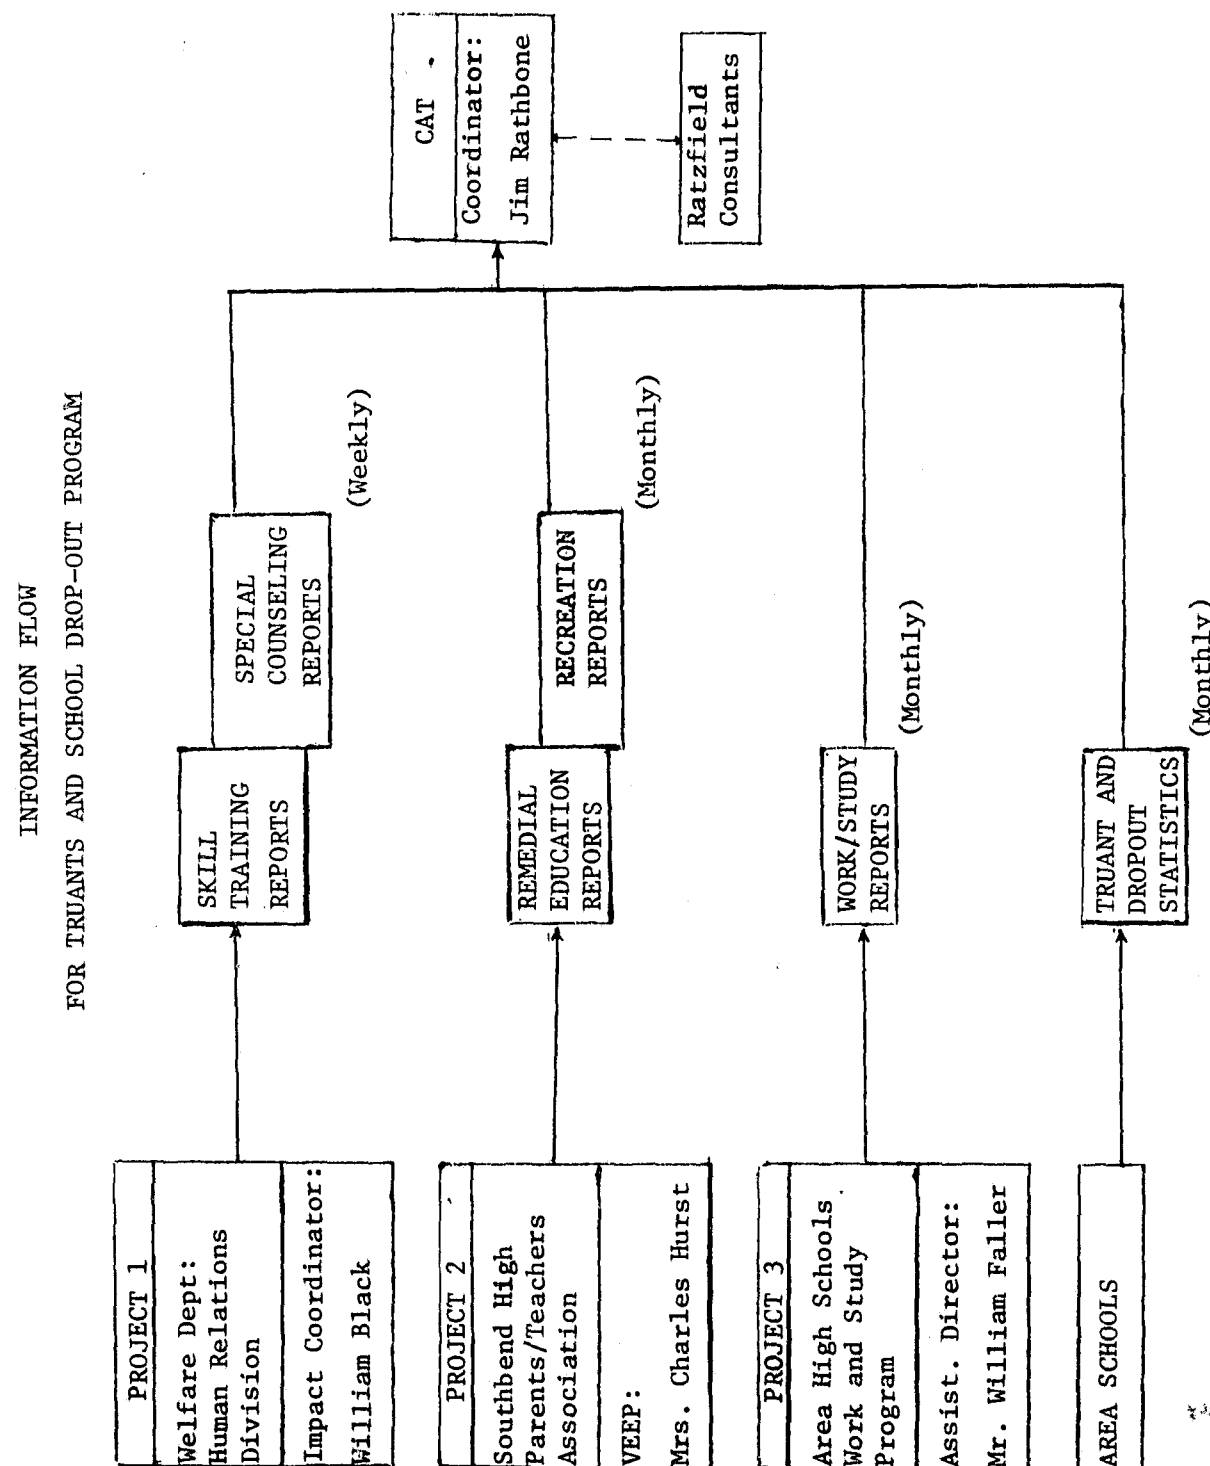 INFORMATION FLOW
FOR TRUANTS AND SCHOOL DROP-OUT PROGRAM
PROJECT 1
Welfare Dept:
Human Relations
Division
Impact Coordinator:
William Black
SKILL
TRAINING
REPORTS
SPECIAL
COUNSELING
REPORTS
(Weekly)
PROJECT 2
Southbend High
Parents/Teachers
Association
VEEP:
Mrs. Charles Hurst
REMEDIAL
EDUCATION
REPORTS
RECREATION
REPORTS
(Monthly)
PROJECT 3
Area High Schools
Work and Study
Program
Assist. Director:
Mr. William Faller
WORK/STUDY
REPORTS
(Monthly)
AREA SCHOOLS
TRUANT AND
DROPOUT
STATISTICS
(Monthly)
CAT
Coordinator:
Jim Rathbone
Ratzfield
Consultants